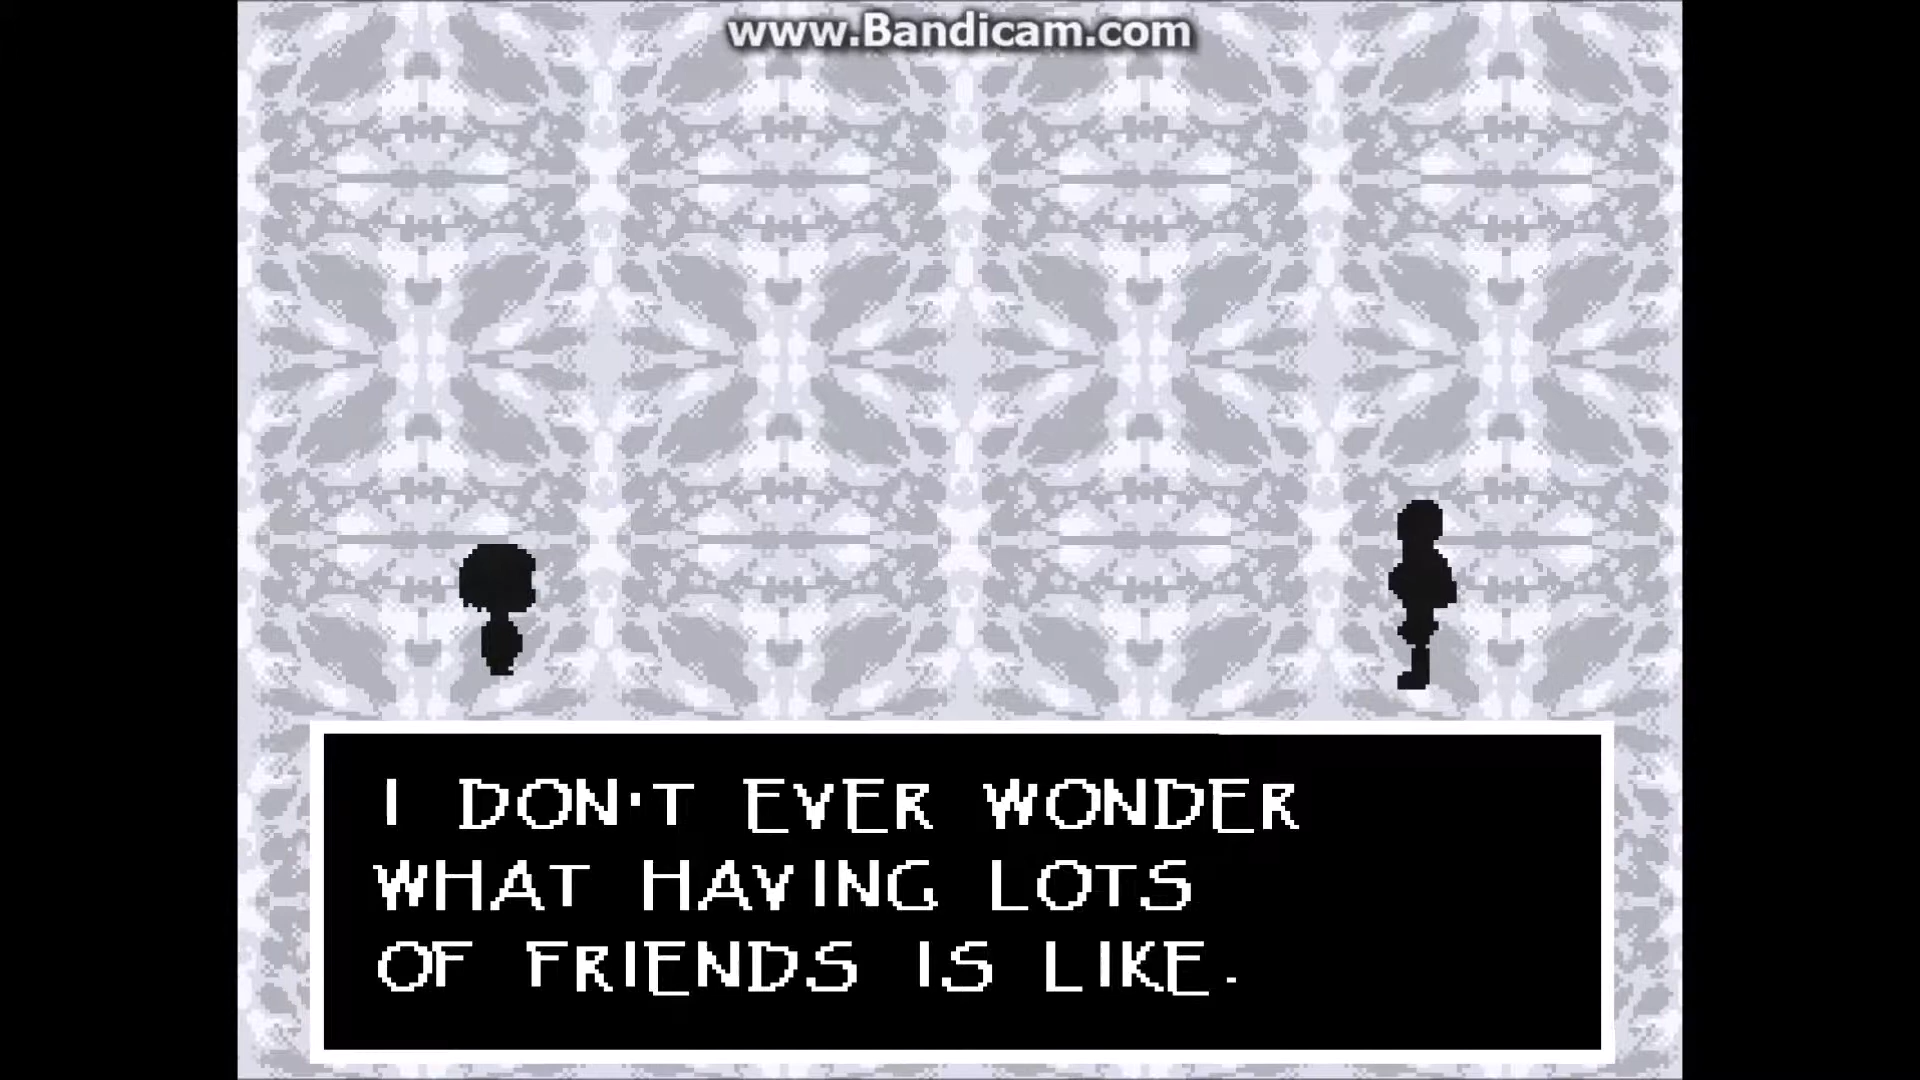 www.Bandicam.com
I DON'T EVER WONDER
WHAT HAVING LOTS
OF FRIENDS IS LIKE.